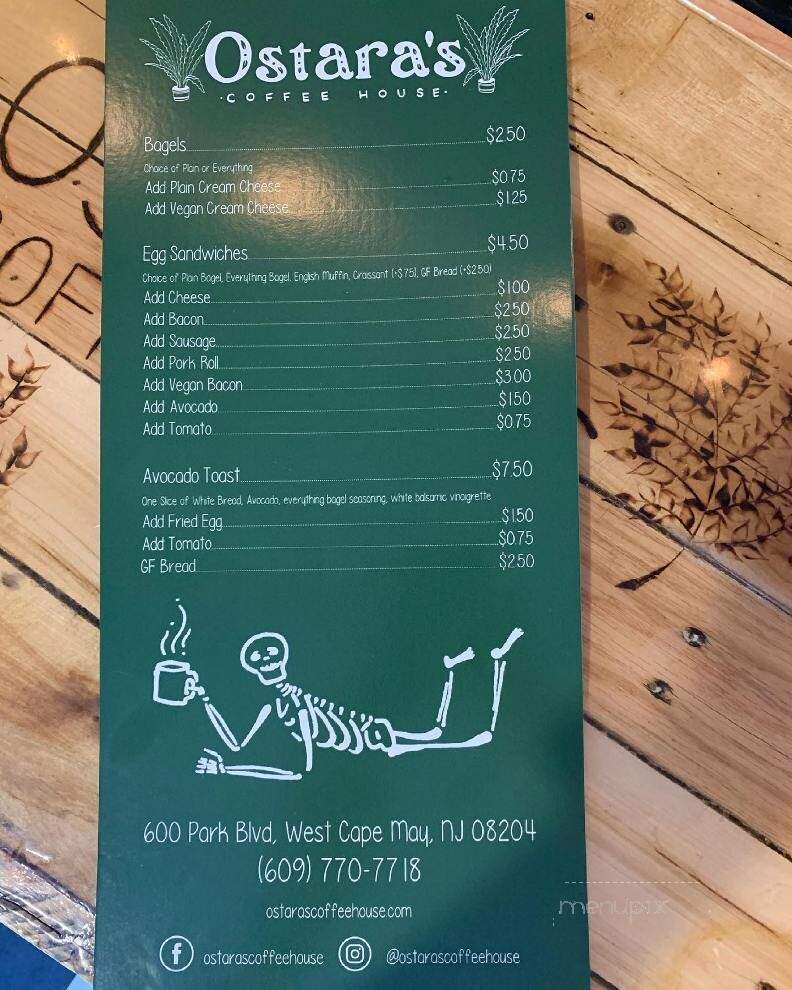 Ostara's
·COFFEE HOUSE·
Bagels $2.50
Choice of Plain or Everything
Add Plain Cream Cheese $0.75
Add Vegan Cream Cheese $1.25
Egg Sandwiches $4.50
Choice of Plan Bagel, Everything Bagel, English Muffin, Croissant (+$.75), GF Bread (+$2.50)
Add Cheese $1.00
Add Bacon $2.50
Add Sausage $2.50
Add Pork Roll $2.50
Add Vegan Bacon $3.00
Add Avocado $1.50
Add Tomato $0.75
Avocado Toast $7.50
One Slice of White Bread, Avocado, everything bagel seasoning, white balsamic vinaigrette
Add Fried Egg $1.50
Add Tomato $0.75
GF Bread $2.50
600 Park Blvd, West Cape May, NJ 08204
(609) 770-7718
ostarascoffeehouse.com
ostarascoffeehouse @ostarascoffeehouse
menupix